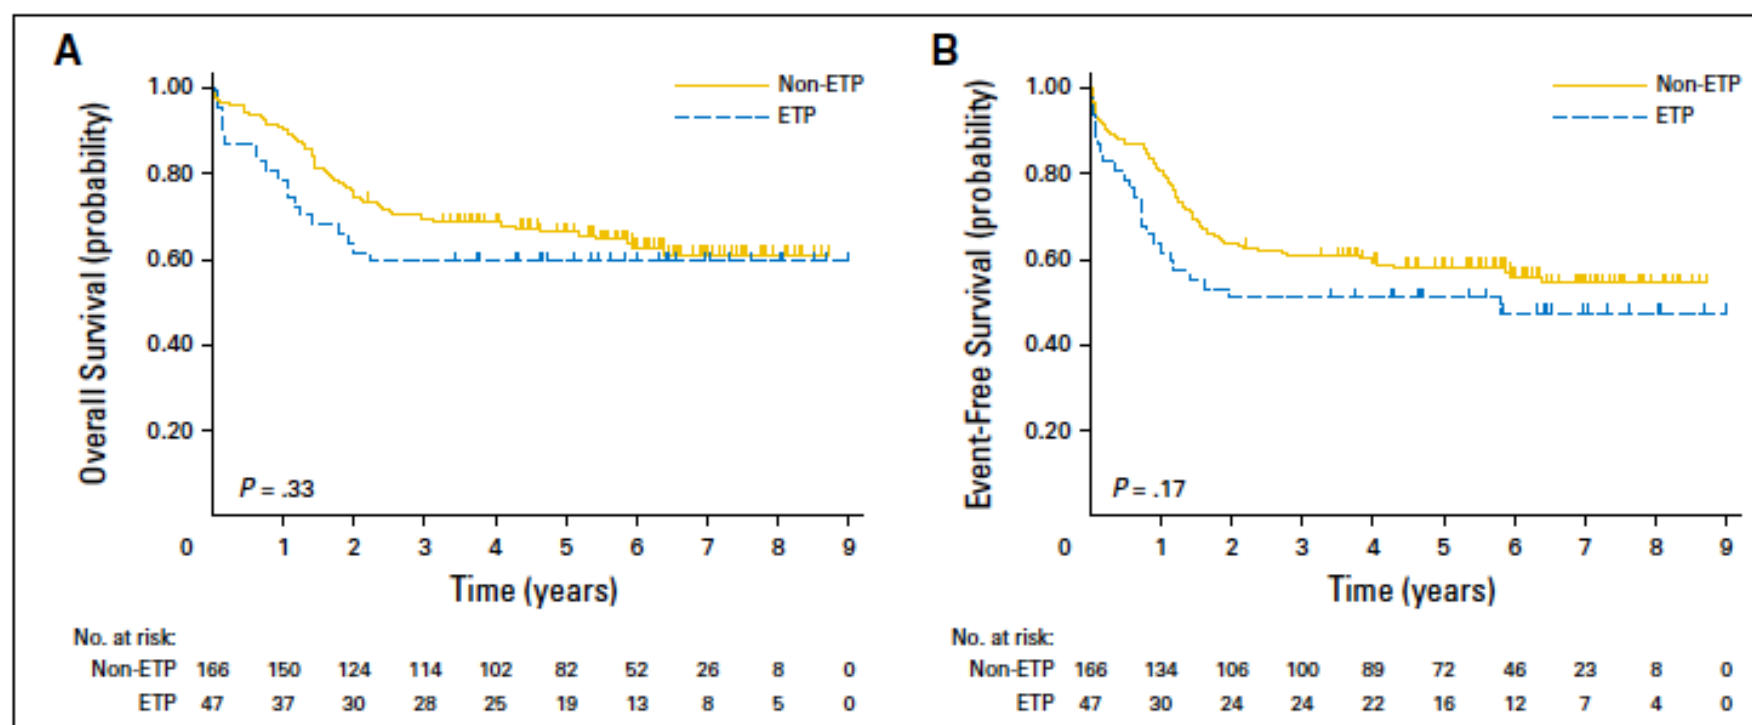 A
Overall Survival (probability)
1.00
0.80
0.60
0.40
0.20
Non-ETP
ETP
P = .33
0 1 2 3 4 5 6 7 8 9
Time (years)
No. at risk:
Non-ETP 166 150 124 114 102 82 52 26 8 0
ETP 47 37 30 28 25 19 13 8 5 0
B
Event-Free Survival (probability)
1.00
0.80
0.60
0.40
0.20
Non-ETP
ETP
P = .17
0 1 2 3 4 5 6 7 8 9
Time (years)
No. at risk:
Non-ETP 166 134 106 100 89 72 46 23 8 0
ETP 47 30 24 24 22 16 12 7 4 0